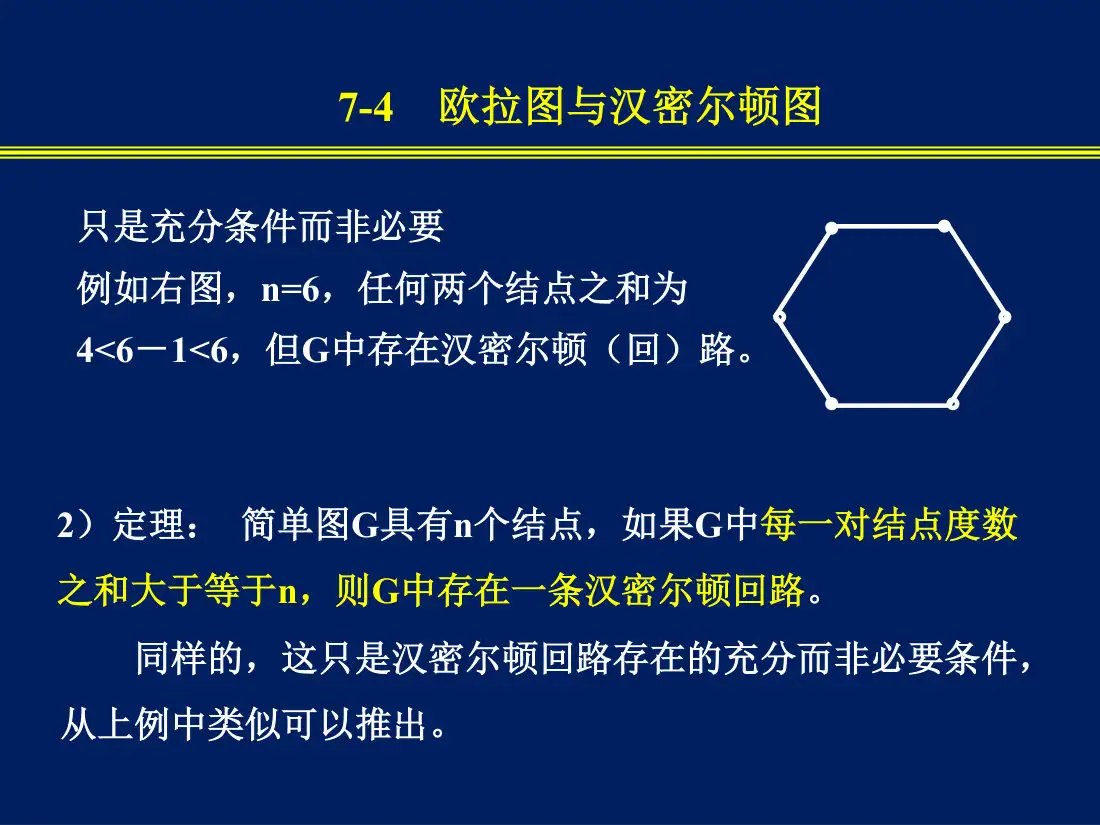 7-4 欧拉图与汉密尔顿图
只是充分条件而非必要
例如右图，n=6，任何两个结点之和为
4<6－1<6，但G中存在汉密尔顿（回）路。
2）定理： 简单图G具有n个结点，如果G中每一对结点度数
之和大于等于n，则G中存在一条汉密尔顿回路。
同样的，这只是汉密尔顿回路存在的充分而非必要条件，
从上例中类似可以推出。